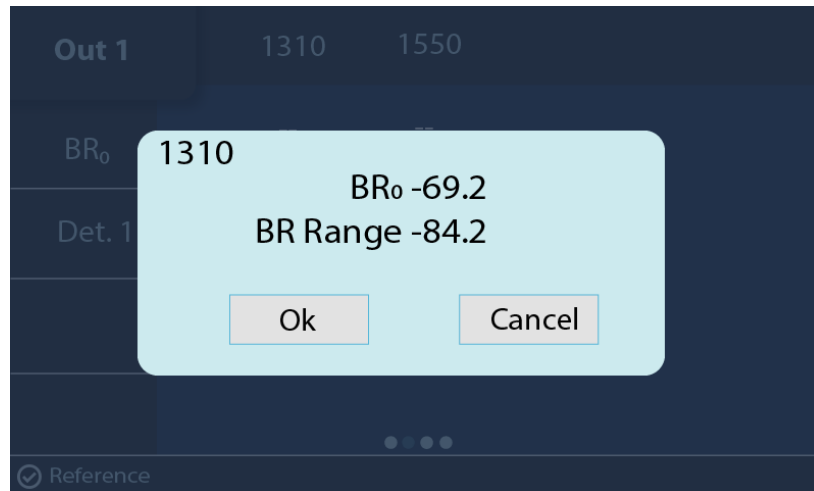 Out 1 1310 1550
BR₀ -- --
1310
BR₀ -69.2
Det. 1
BR Range -84.2
Ok Cancel
Reference